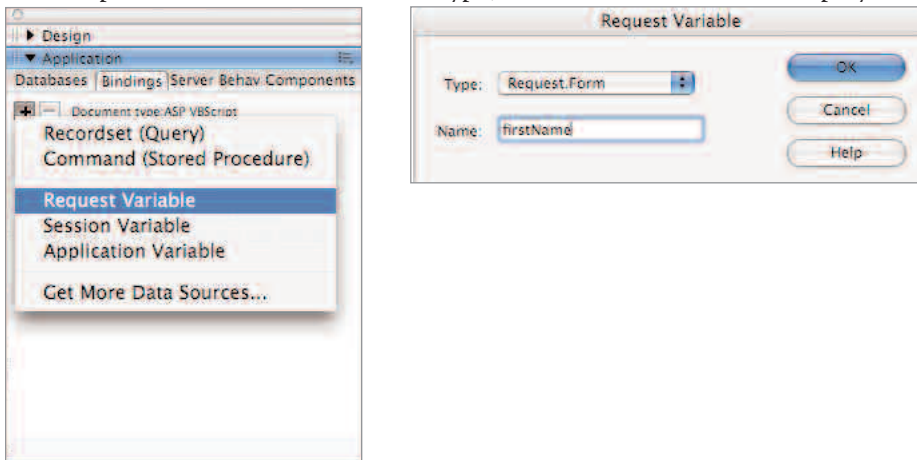 Design
Application
Databases Bindings Server Behav Components
Document type:ASP VBScript
Recordset (Query)
Command (Stored Procedure)
Request Variable
Session Variable
Application Variable
Get More Data Sources...
Request Variable
Type: Request.Form
Name: firstName
OK
Cancel
Help